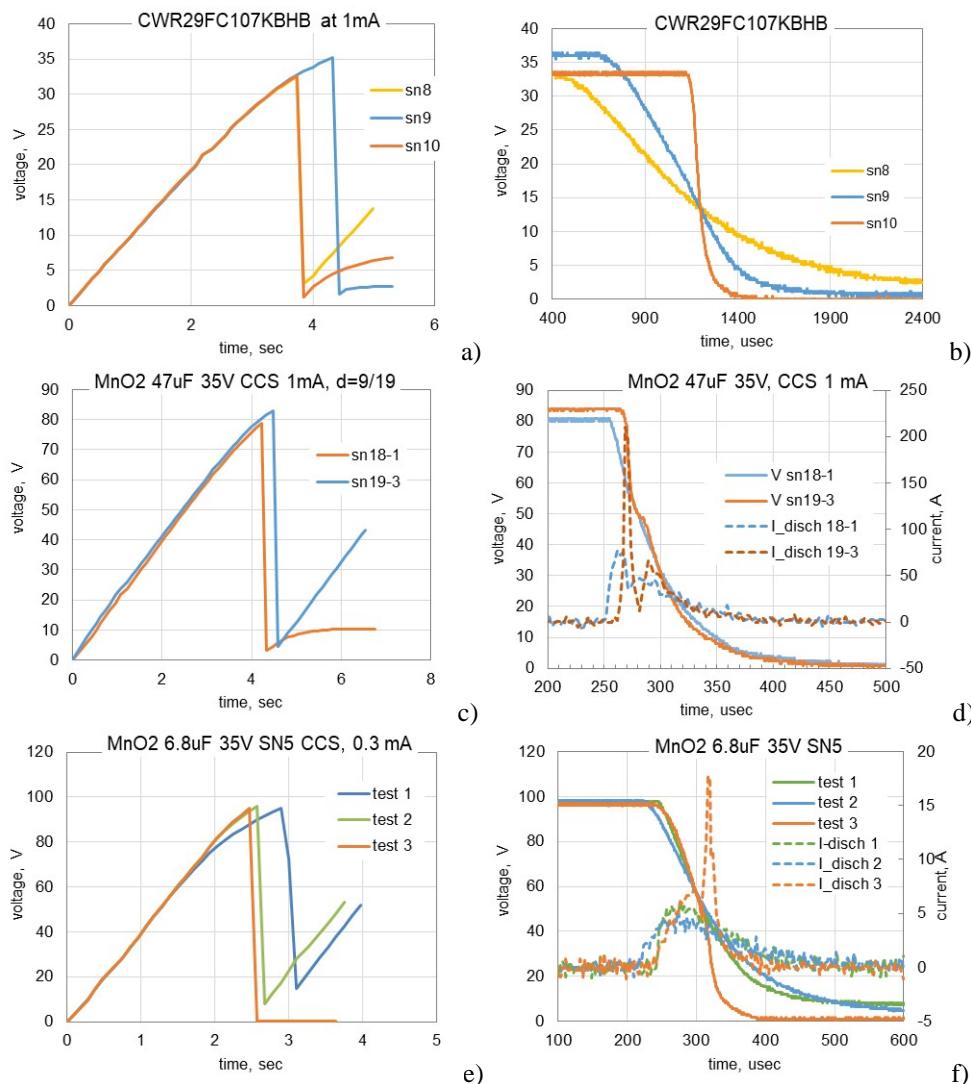 CWR29FC107KBHB at 1mA
voltage, V
40
35
30
25
20
15
10
5
0
sn8
sn9
sn10
0 2 4 6
time, sec
a)
CWR29FC107KBHB
voltage, V
40
35
30
25
20
15
10
5
0
sn8
sn9
sn10
400 900 1400 1900 2400
time, usec
b)
MnO2 47uF 35V CCS 1mA, d=9/19
voltage, V
90
80
70
60
50
40
30
20
10
0
sn18-1
sn19-3
0 2 4 6 8
time, sec
c)
MnO2 47uF 35V, CCS 1 mA
voltage, V
90
80
70
60
50
40
30
20
10
0
V sn18-1
V sn19-3
I_disch 18-1
I_disch 19-3
250
200
150
100
50
0
-50
current, A
200 250 300 350 400 450 500
time, usec
d)
MnO2 6.8uF 35V SN5 CCS, 0.3 mA
voltage, V
120
100
80
60
40
20
0
test 1
test 2
test 3
0 1 2 3 4 5
time, sec
e)
MnO2 6.8uF 35V SN5
voltage, V
120
100
80
60
40
20
0
test 1
test 2
test 3
I-disch 1
I_disch 2
I_disch 3
20
15
10
5
0
-5
current, A
100 200 300 400 500 600
time, usec
f)